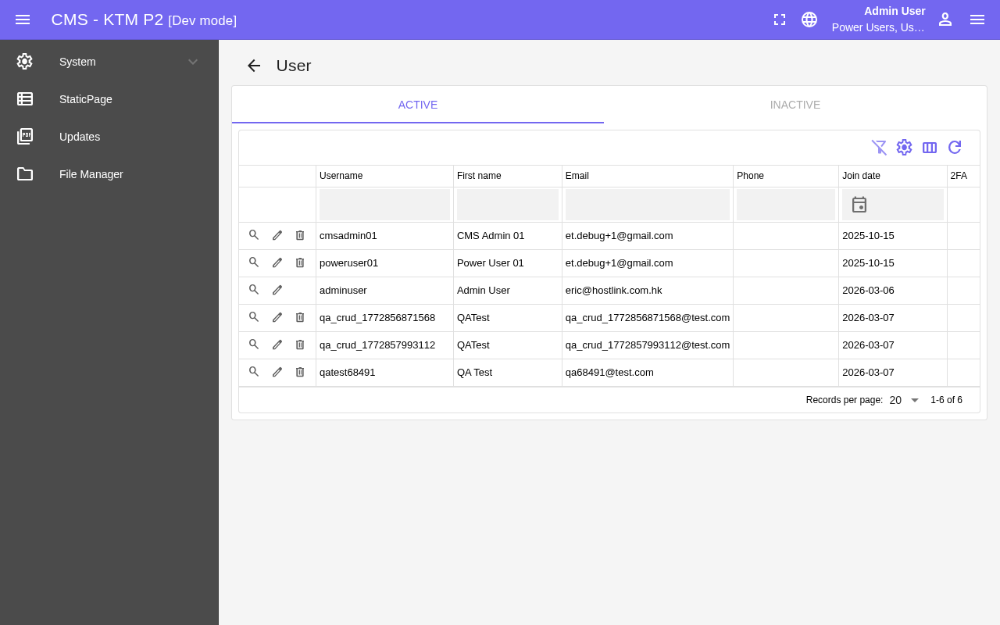 CMS - KTM P2 [Dev mode]
Admin User
Power Users, Us…
System
StaticPage
PDF
Updates
File Manager
User
ACTIVE
INACTIVE
Username First name Email Phone Join date 2FA
cmsadmin01 CMS Admin 01 et.debug+1@gmail.com 2025-10-15
poweruser01 Power User 01 et.debug+1@gmail.com 2025-10-15
adminuser Admin User eric@hostlink.com.hk 2026-03-06
qa_crud_1772856871568 QATest qa_crud_1772856871568@test.com 2026-03-07
qa_crud_1772857993112 QATest qa_crud_1772857993112@test.com 2026-03-07
qatest68491 QA Test qa68491@test.com 2026-03-07
Records per page: 20 1-6 of 6